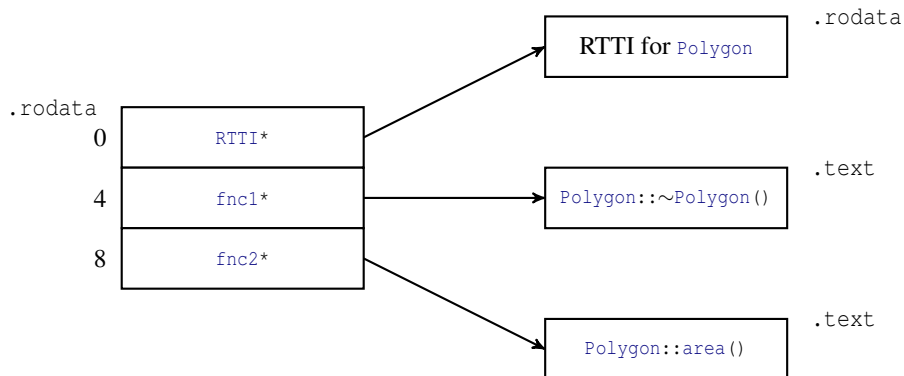 .rodata
RTTI for Polygon
.rodata
0 RTTI*
.text
4 fnc1* Polygon::~Polygon()
8 fnc2*
.text
Polygon::area()